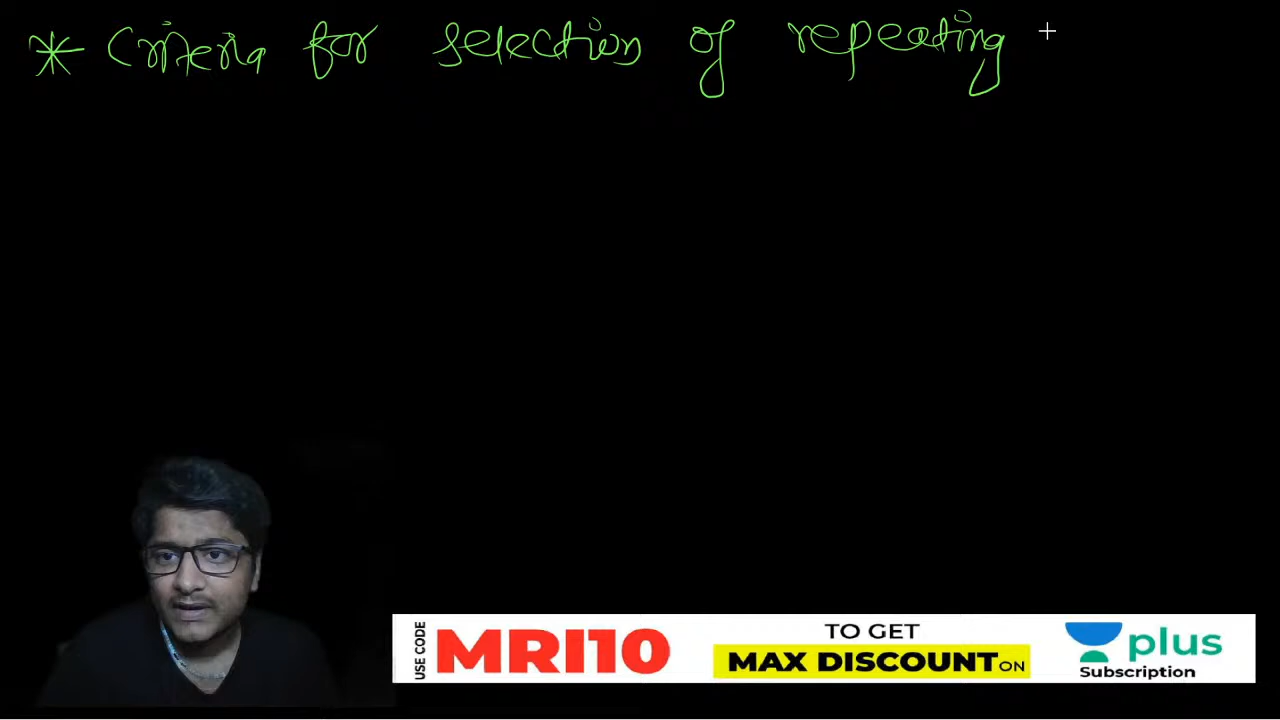 * Criteria for selection of repeating
USE CODE
MRI10
TO GET
MAX DISCOUNT ON
plus
Subscription